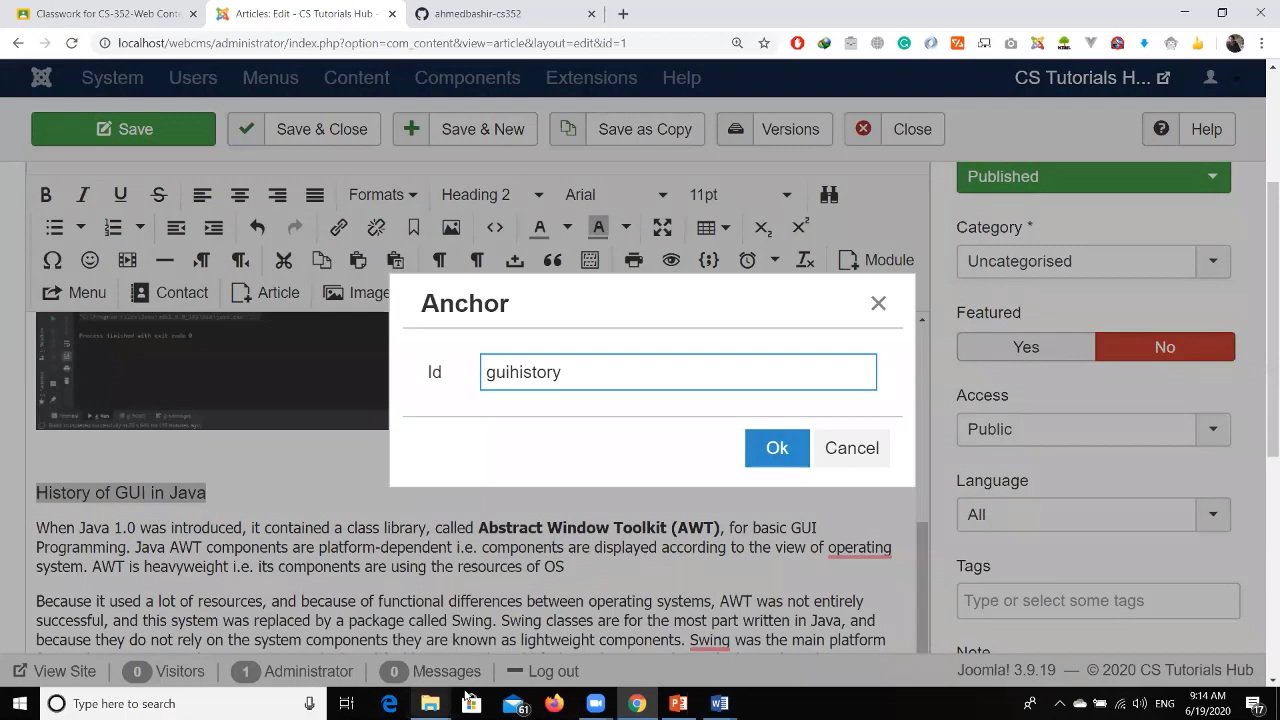 Classwork for CS-352-Web Cont
Articles: Edit - CS Tutorials Hub -
ahmedbashir-cs352
localhost/webcms/administrator/index.php?option=com_content&view=article&layout=edit&id=1
System Users Menus Content Components Extensions Help CS Tutorials H...
Save Save & Close Save & New Save as Copy Versions Close Help
Formats Heading 2 Arial 11pt
Module
Menu Contact Article Image
Process finished with exit code 0
Anchor
Id guihistory
Ok Cancel
History of GUI in Java
When Java 1.0 was introduced, it contained a class library, called Abstract Window Toolkit (AWT), for basic GUI
Programming. Java AWT components are platform-dependent i.e. components are displayed according to the view of operating
system. AWT is heavyweight i.e. its components are using the resources of OS
Because it used a lot of resources, and because of functional differences between operating systems, AWT was not entirely
successful, and this system was replaced by a package called Swing. Swing classes are for the most part written in Java, and
because they do not rely on the system components they are known as lightweight components. Swing was the main platform
Published
Category *
Uncategorised
Featured
Yes No
Access
Public
Language
All
Tags
Type or select some tags
Note
View Site 0 Visitors 1 Administrator 0 Messages Log out Joomla! 3.9.19 — © 2020 CS Tutorials Hub
Type here to search
61
ENG
9:14 AM
6/19/2020
17